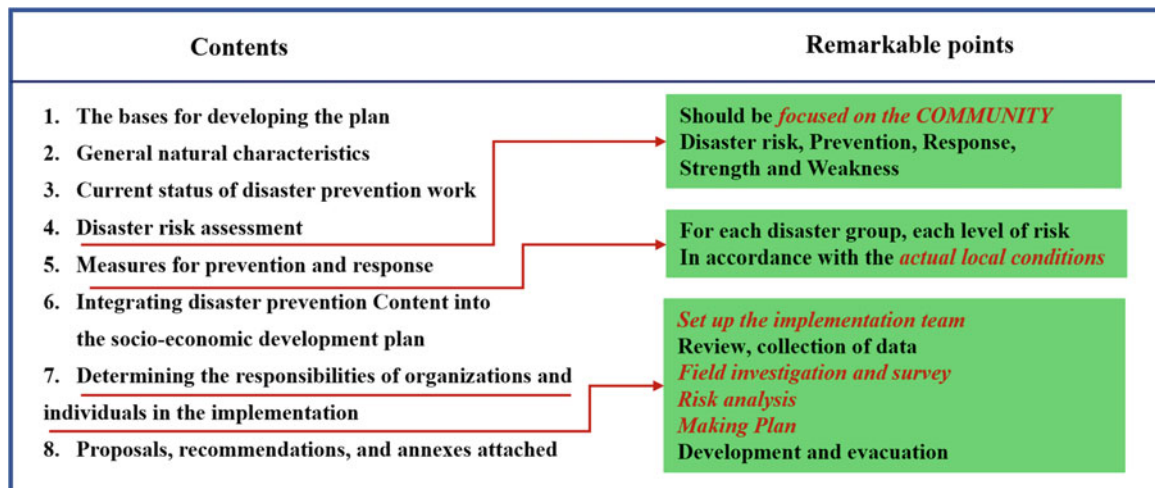 Contents
Remarkable points
1. The bases for developing the plan
2. General natural characteristics
3. Current status of disaster prevention work
4. Disaster risk assessment
5. Measures for prevention and response
6. Integrating disaster prevention Content into
the socio-economic development plan
7. Determining the responsibilities of organizations and
individuals in the implementation
8. Proposals, recommendations, and annexes attached
Should be focused on the COMMUNITY
Disaster risk, Prevention, Response,
Strength and Weakness
For each disaster group, each level of risk
In accordance with the actual local conditions
Set up the implementation team
Review, collection of data
Field investigation and survey
Risk analysis
Making Plan
Development and evacuation